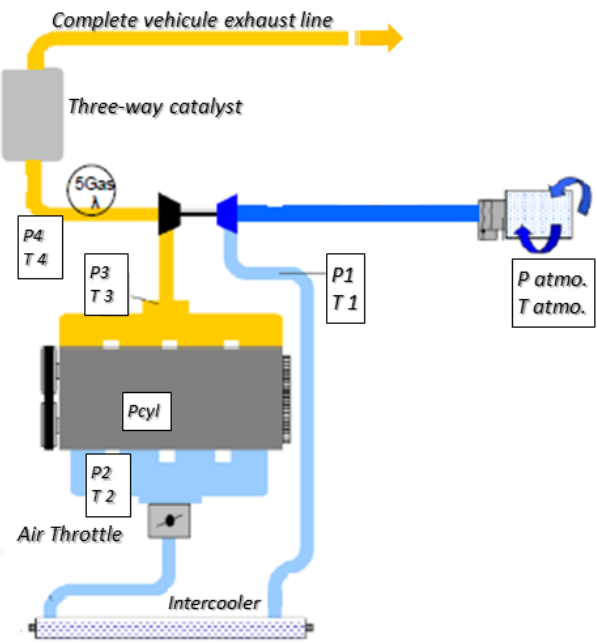 Complete vehicule exhaust line
Three-way catalyst
5Gas
λ
P4
T 4
P3
T 3
P1
T 1
P atmo.
T atmo.
Pcyl
P2
T 2
Air Throttle
Intercooler